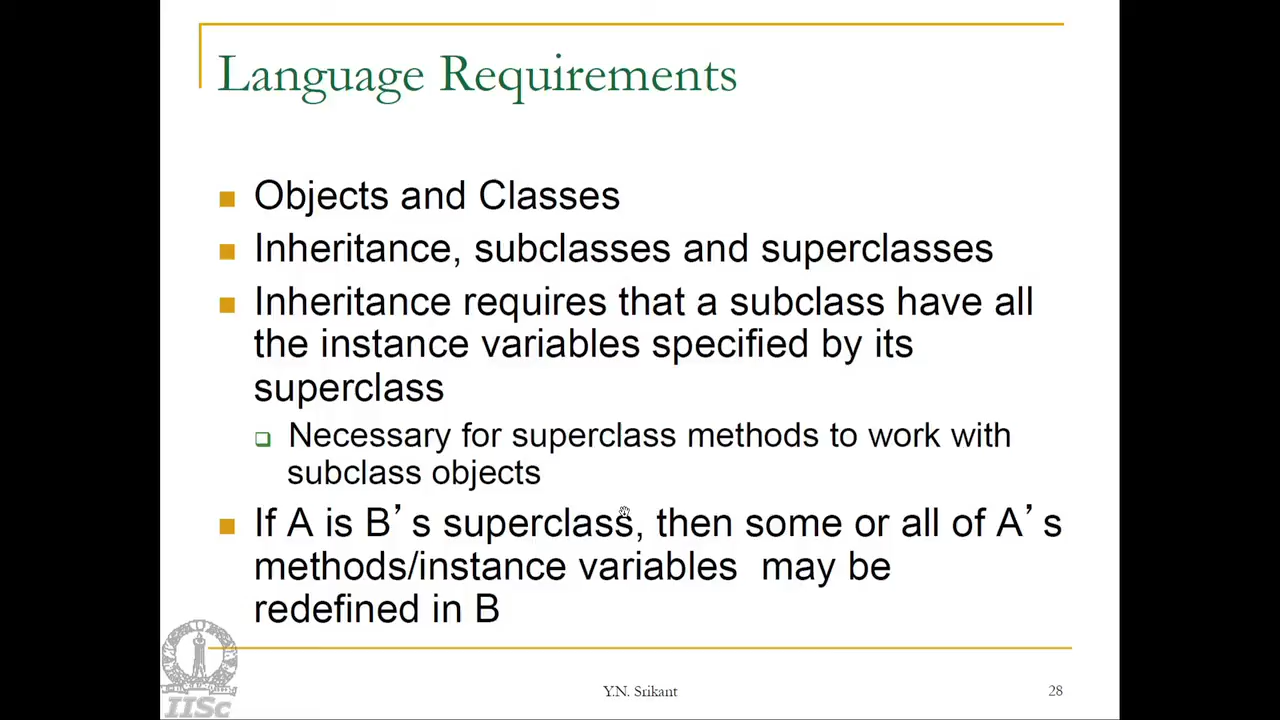 Language Requirements
Objects and Classes
Inheritance, subclasses and superclasses
Inheritance requires that a subclass have all
the instance variables specified by its
superclass
Necessary for superclass methods to work with
subclass objects
If A is B’s superclass, then some or all of A’s
methods/instance variables may be
redefined in B
IISc
Y.N. Srikant
28